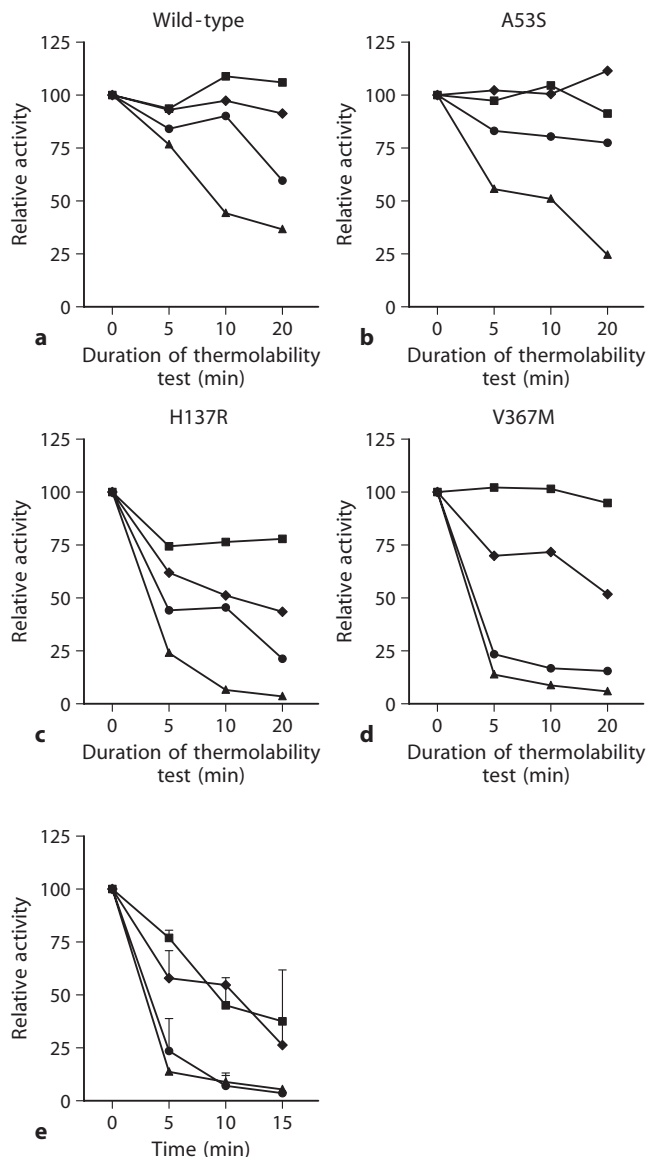 Wild-type
125
100
75
50
25
0
Relative activity
0 5 10 20
a
Duration of thermolability
test (min)
A53S
125
100
75
50
25
0
Relative activity
0 5 10 20
b
Duration of thermolability
test (min)
H137R
125
100
75
50
25
0
Relative activity
0 5 10 20
c
Duration of thermolability
test (min)
V367M
125
100
75
50
25
0
Relative activity
0 5 10 20
d
Duration of thermolability
test (min)
125
100
75
50
25
0
Relative activity
0 5 10 15
e
Time (min)